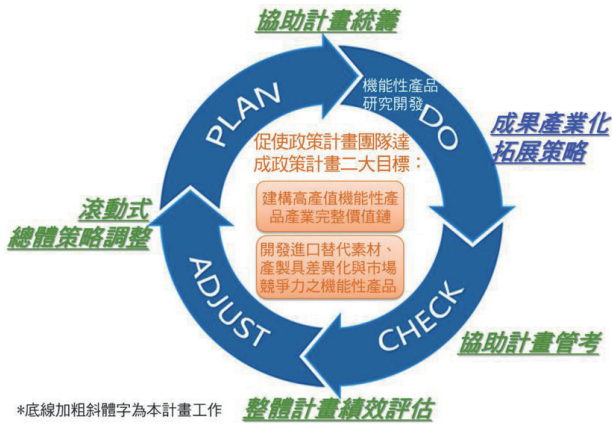 協助計畫統籌
PLAN
機能性產品
研究開發
DO
成果產業化
拓展策略
促使政策計畫團隊達
成政策計畫二大目標：
建構高產值機能性產
品產業完整價值鏈
開發進口替代素材、
產製具差異化與市場
競爭力之機能性產品
滾動式
總體策略調整
ADJUST
CHECK
協助計畫管考
整體計畫績效評估
*底線加粗斜體字為本計畫工作